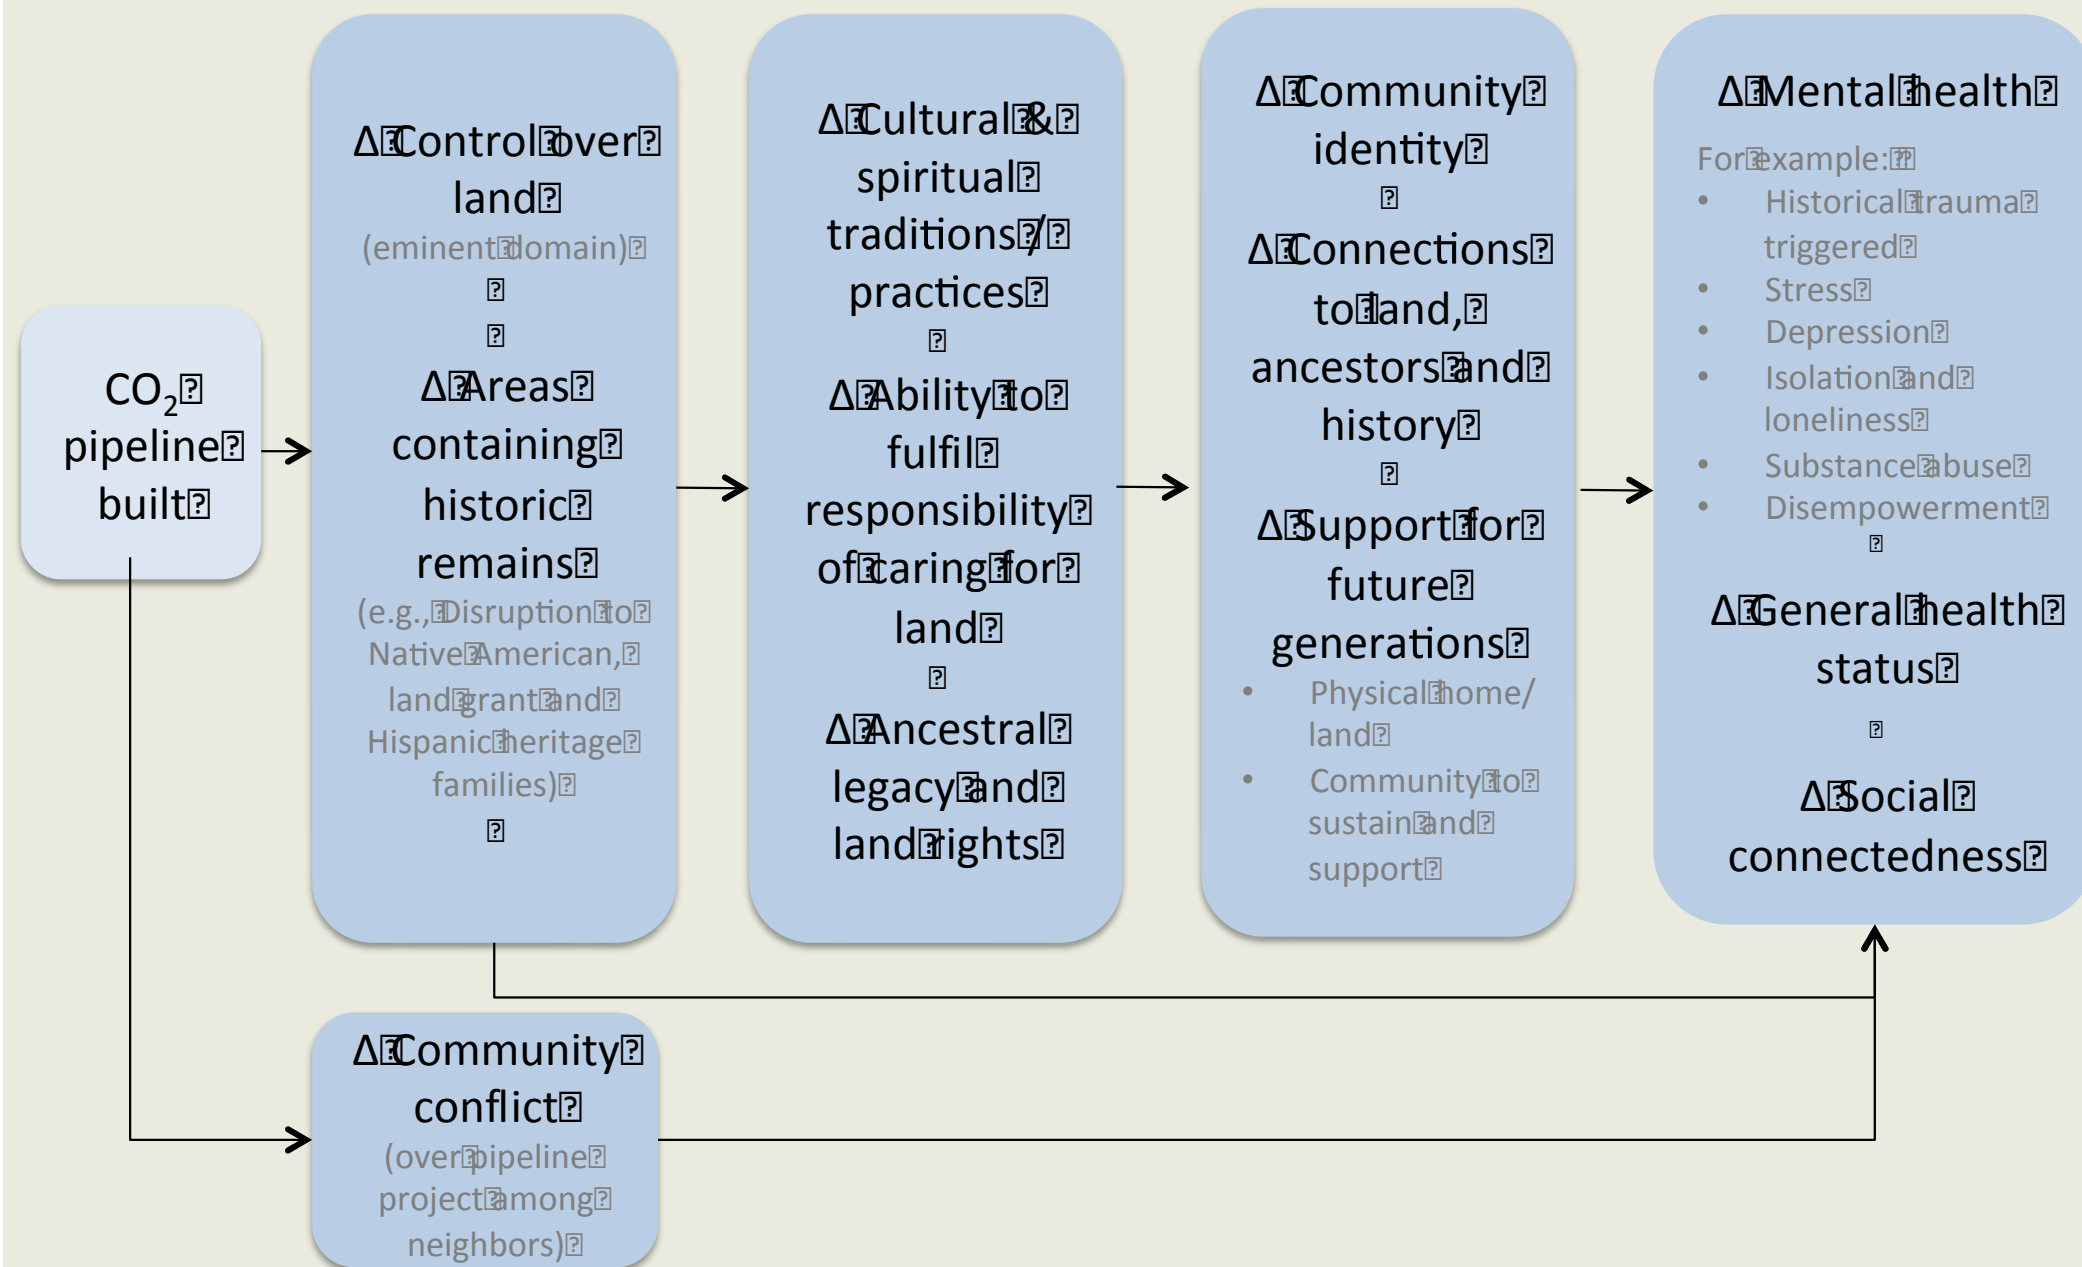 CO₂
pipeline
built
Δ Control over
land
(eminent domain)
Δ Areas
containing
historic
remains
(e.g., Disruption to
Native American,
land grant and
Hispanic heritage
families)
Δ Cultural &
spiritual
traditions /
practices
Δ Ability to
fulfil
responsibility
of caring for
land
Δ Ancestral
legacy and
land rights
Δ Community
identity
Δ Connections
to land,
ancestors and
history
Δ Support for
future
generations
• Physical home/
land
• Community to
sustain and
support
Δ Mental health
For example:
• Historical trauma
triggered
• Stress
• Depression
• Isolation and
loneliness
• Substance abuse
• Disempowerment
Δ General health
status
Δ Social
connectedness
Δ Community
conflict
(over pipeline
project among
neighbors)